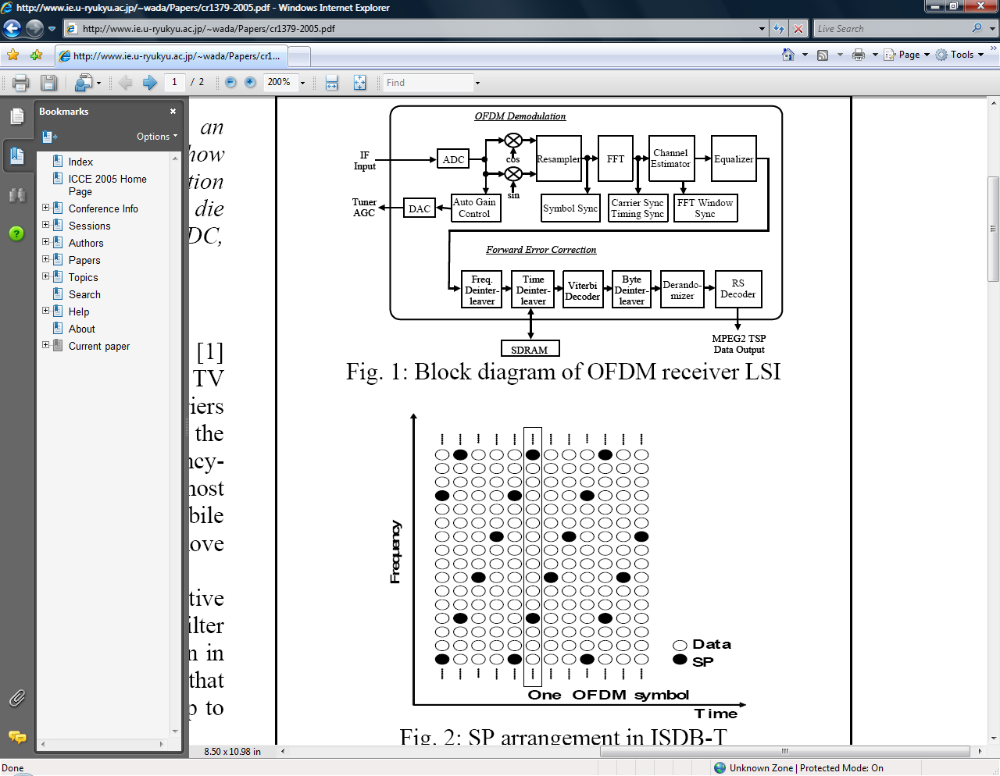 http://www.ie.u-ryukyu.ac.jp/~wada/Papers/cr1379-2005.pdf - Windows Internet Explorer
http://www.ie.u-ryukyu.ac.jp/~wada/Papers/cr1379-2005.pdf
Live Search
http://www.ie.u-ryukyu.ac.jp/~wada/Papers/cr1...
Page
Tools
1 / 2
200%
Find
Bookmarks
Options
Index
ICCE 2005 Home
Page
Conference Info
Sessions
Authors
Papers
Topics
Search
Help
About
Current paper
an
how
tion
die
DC,
[1]
TV
riers
the
ncy-
nost
bile
ove
tive
ilter
n in
that
p to
OFDM Demodulation
IF
Input
ADC
cos
sin
Resampler
FFT
Channel
Estimator
Equalizer
Tuner
AGC
DAC
Auto Gain
Control
Symbol Sync
Carrier Sync
Timing Sync
FFT Window
Sync
Forward Error Correction
Freq.
Deinter-
leaver
Time
Deinter-
leaver
Viterbi
Decoder
Byte
Deinter-
leaver
Derando-
mizer
RS
Decoder
SDRAM
MPEG2 TSP
Data Output
Fig. 1: Block diagram of OFDM receiver LSI
Frequency
Data
SP
One OFDM symbol
Time
Fig. 2: SP arrangement in ISDB-T
8.50 x 10.98 in
Done
Unknown Zone | Protected Mode: On